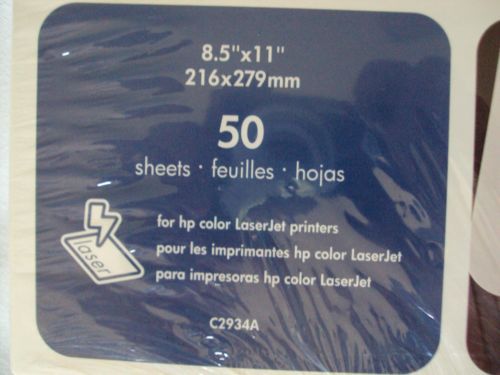 8.5"x11"
216x279mm
50
sheets · feuilles · hojas
for hp color LaserJet printers
pour les imprimantes hp color LaserJet
para impresoras hp color LaserJet
laser
C2934A